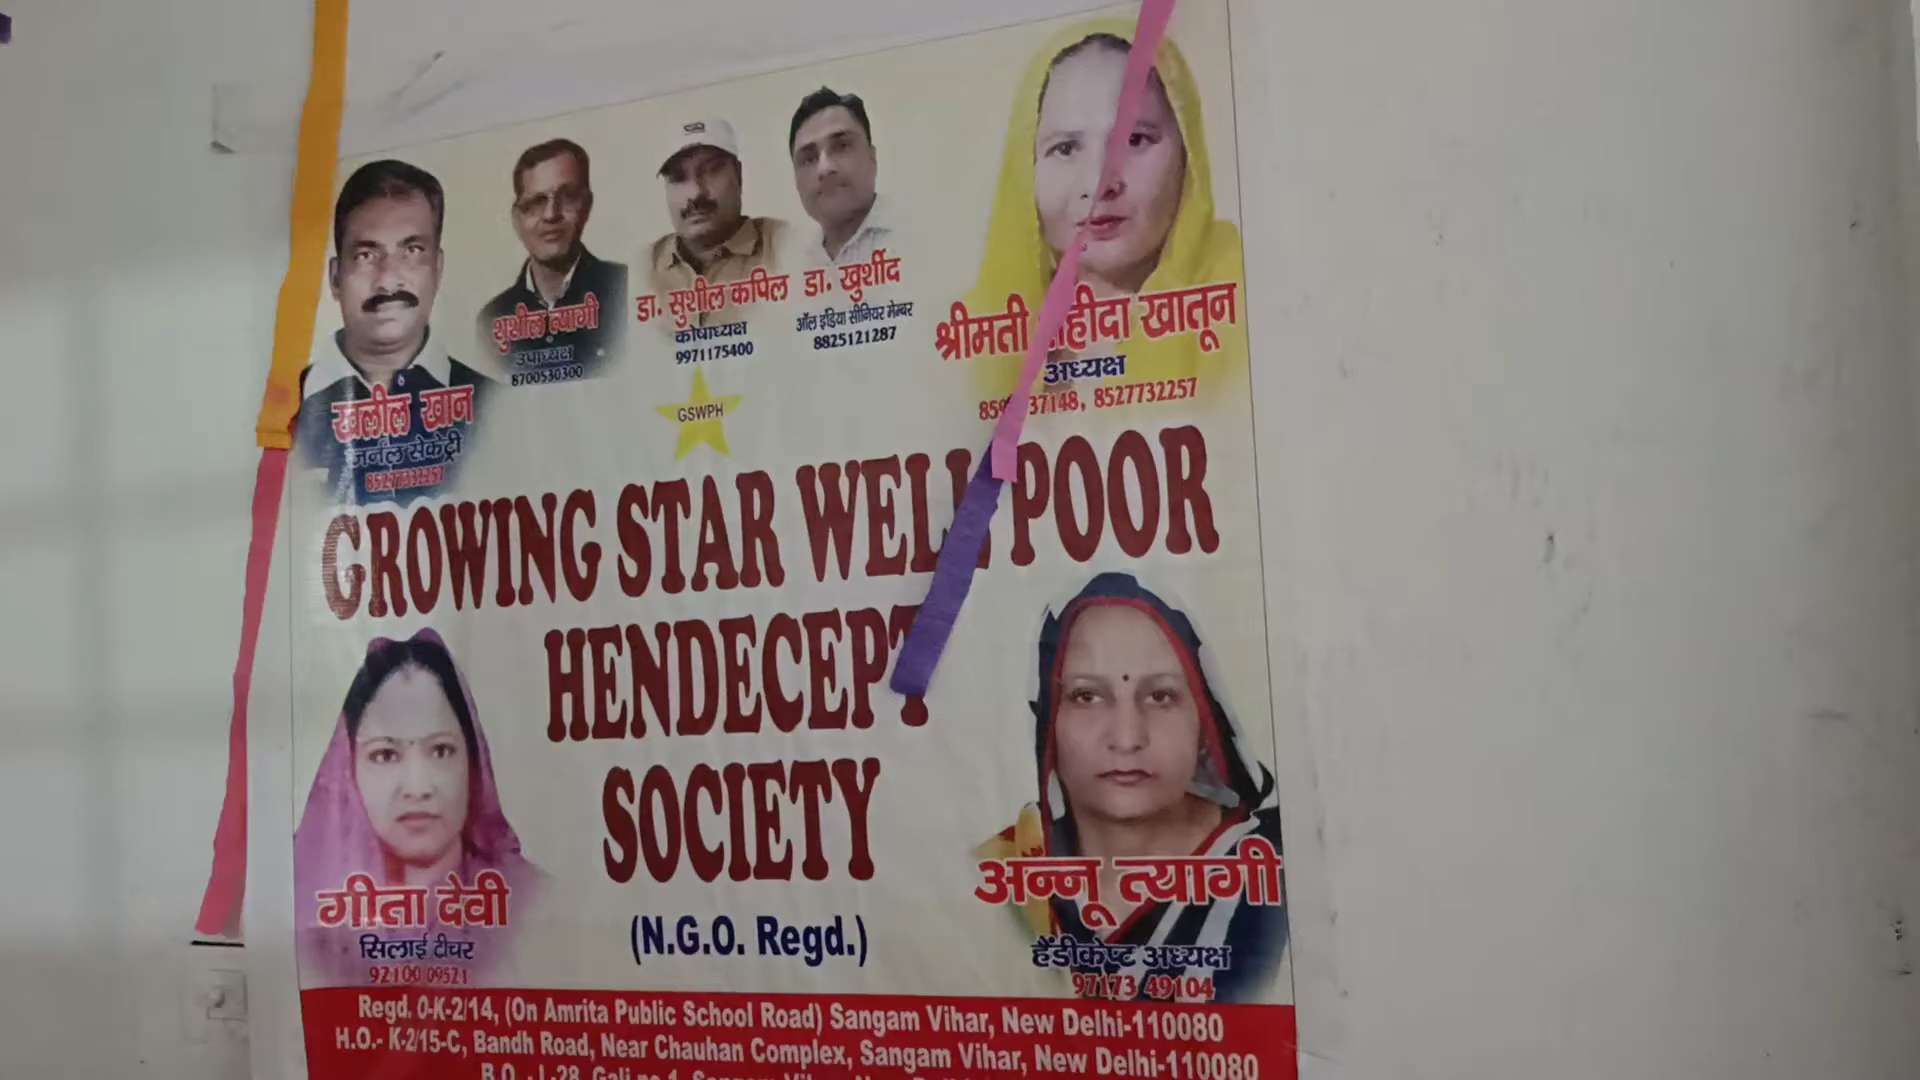 खलील खान
जर्नल सेकेट्री
8527732257
शुशील त्यागी
उपाध्यक्ष
8700530300
डा. सुशील कपिल
कोषाध्यक्ष
9971175400
डा. खुर्शीद
ऑल इंडिया सीनियर मेम्बर
8825121287
श्रीमती खातून
अध्यक्ष
8527732257
GSWPH
GROWING STAR WELL POOR
HENDECEPT
SOCIETY
(N.G.O. Regd.)
गीता देवी
सिलाई टीचर
92100 09521
अन्नू त्यागी
हैंडीकेप्ट अध्यक्ष
97173 49104
Regd. O-K-2/14, (On Amrita Public School Road) Sangam Vihar, New Delhi-110080
H.O.- K-2/15-C, Bandh Road, Near Chauhan Complex, Sangam Vihar, New Delhi-110080